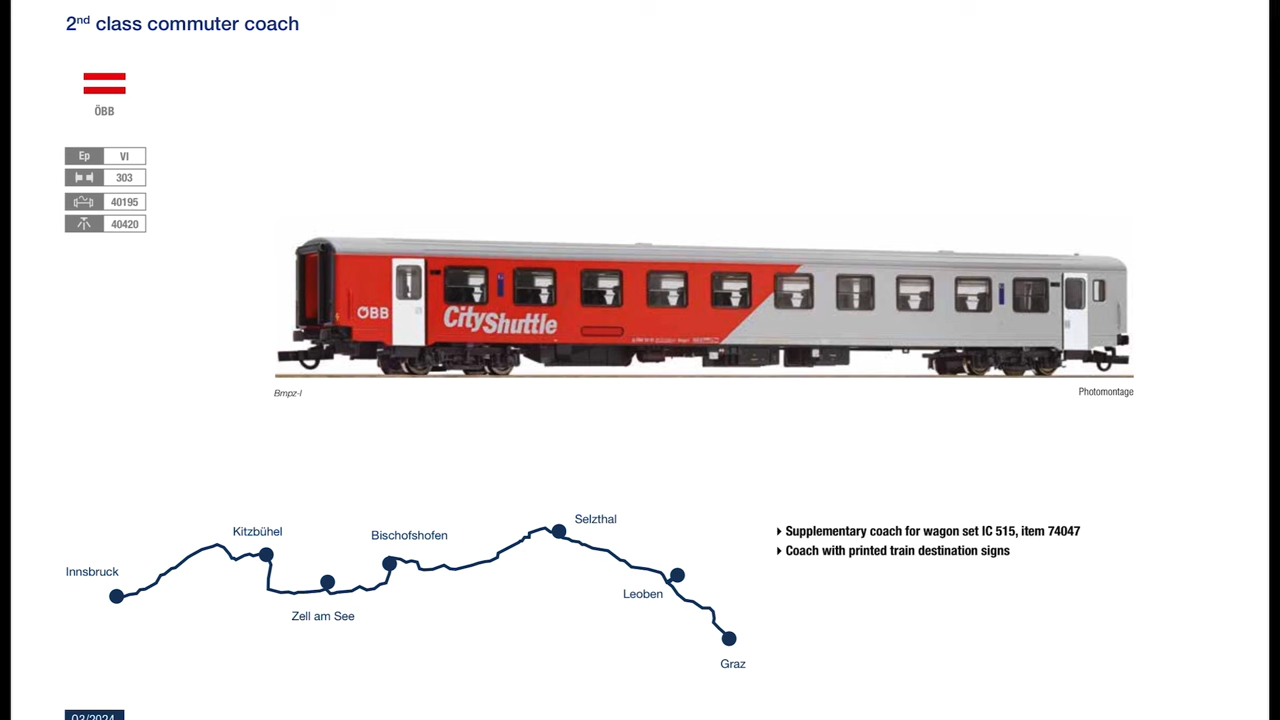 2nd class commuter coach
ÖBB
Ep VI
303
40195
40420
ÖBB
CityShuttle
Bmpz-l
Photomontage
Innsbruck
Kitzbühel
Zell am See
Bischofshofen
Selzthal
Leoben
Graz
Supplementary coach for wagon set IC 515, item 74047
Coach with printed train destination signs
Q3/2024